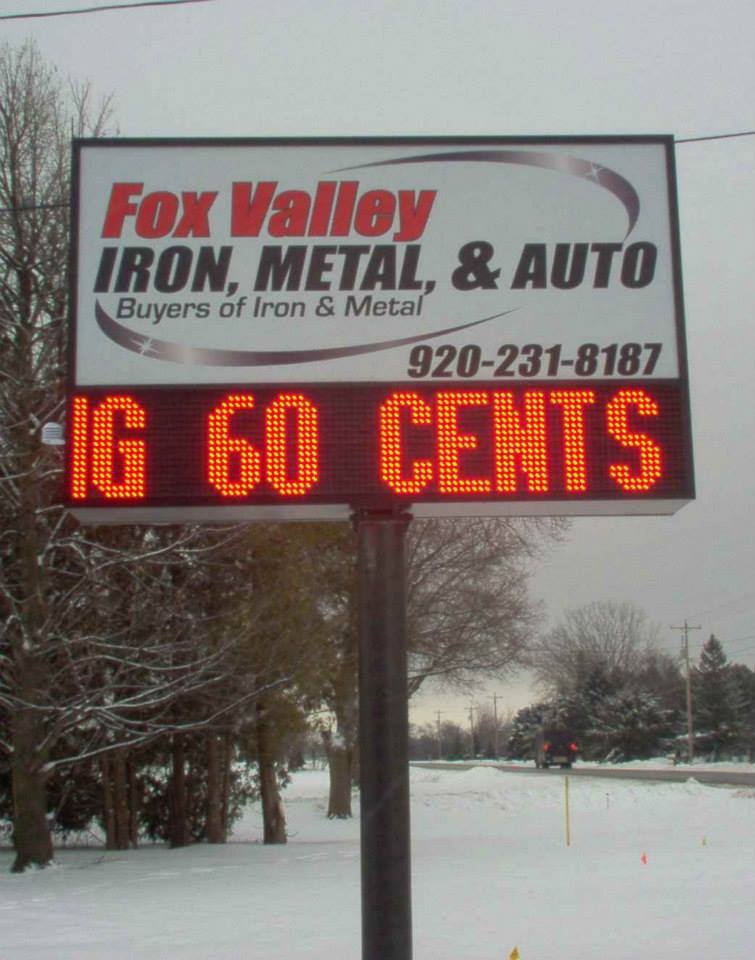 Fox Valley
IRON, METAL, & AUTO
Buyers of Iron & Metal
920-231-8187
IG 60 CENTS